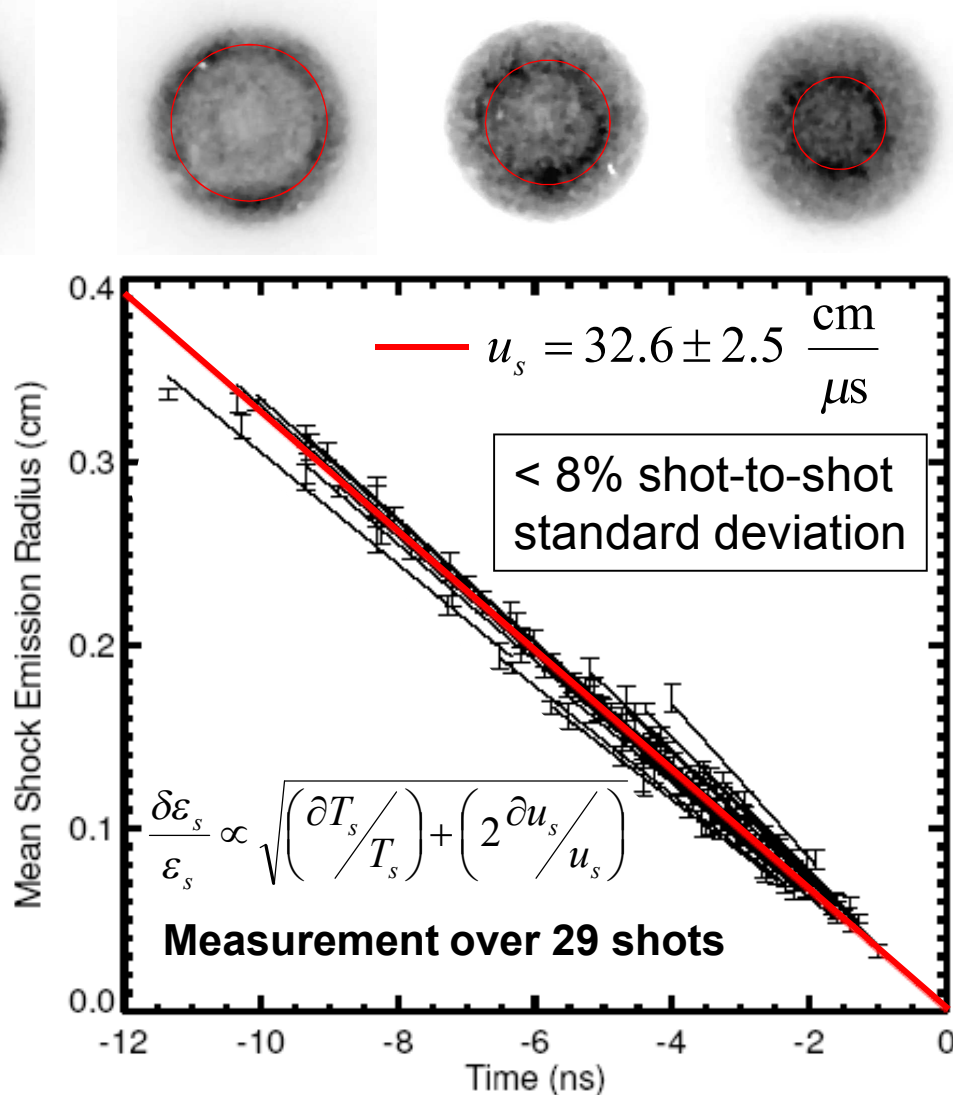 0.4
u_s = 32.6 ± 2.5 cm/μs
Mean Shock Emission Radius (cm)
0.3
< 8% shot-to-shot
standard deviation
0.2
0.1
δε_s/ε_s ∝ √((∂T_s/T_s) + (2 ∂u_s/u_s))
Measurement over 29 shots
0.0
-12 -10 -8 -6 -4 -2 0
Time (ns)